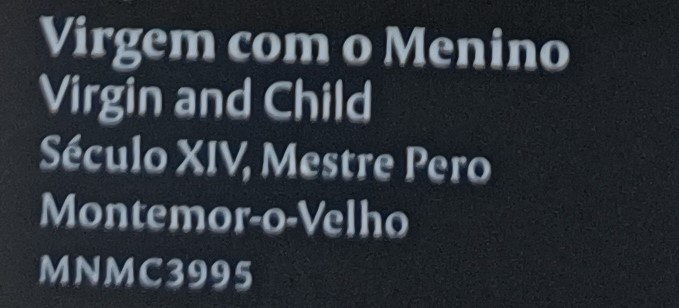 Virgem com o Menino
Virgin and Child
Século XIV, Mestre Pero
Montemor-o-Velho
MNMC3995